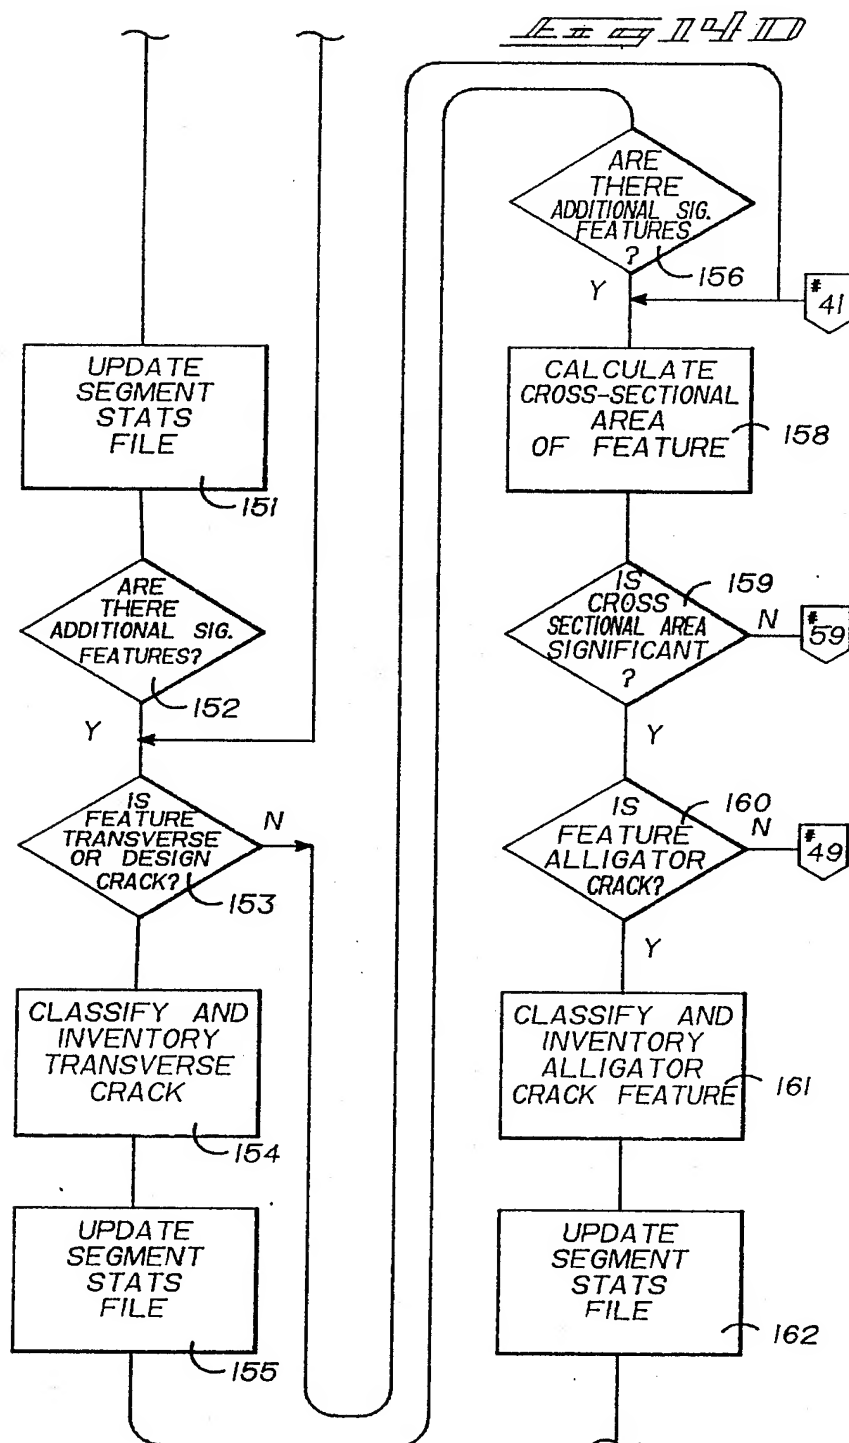 Fig 14D
UPDATE
SEGMENT
STATS
FILE
151
ARE
THERE
ADDITIONAL SIG.
FEATURES?
152
Y
IS
FEATURE
TRANSVERSE
OR DESIGN
CRACK?
153
N
CLASSIFY AND
INVENTORY
TRANSVERSE
CRACK
154
UPDATE
SEGMENT
STATS
FILE
155
ARE
THERE
ADDITIONAL SIG.
FEATURES
?
156
Y
#
41
CALCULATE
CROSS-SECTIONAL
AREA
OF FEATURE
158
IS
CROSS
SECTIONAL AREA
SIGNIFICANT
?
159
N
#
59
Y
IS
FEATURE
ALLIGATOR
CRACK?
160
N
#
49
Y
CLASSIFY AND
INVENTORY
ALLIGATOR
CRACK FEATURE
161
UPDATE
SEGMENT
STATS
FILE
162